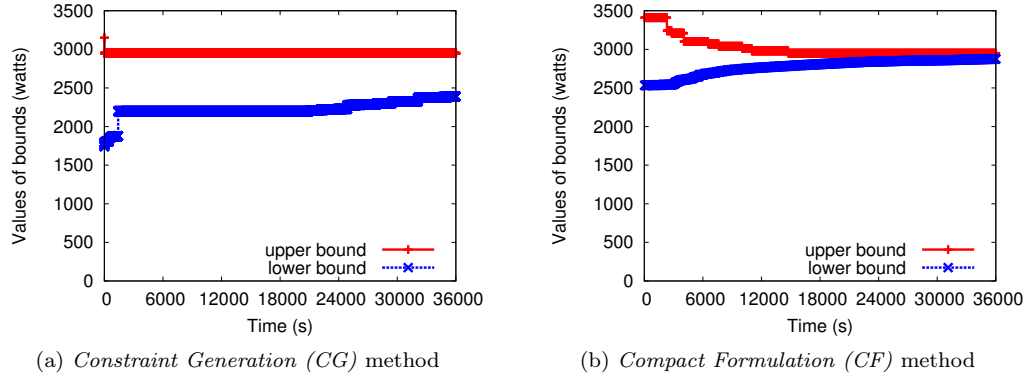 3500
3000
2500
2000
1500
1000
500
0
Values of bounds (watts)
upper bound
lower bound
0 6000 12000 18000 24000 30000 36000
Time (s)
(a) Constraint Generation (CG) method
3500
3000
2500
2000
1500
1000
500
0
Values of bounds (watts)
upper bound
lower bound
0 6000 12000 18000 24000 30000 36000
Time (s)
(b) Compact Formulation (CF) method